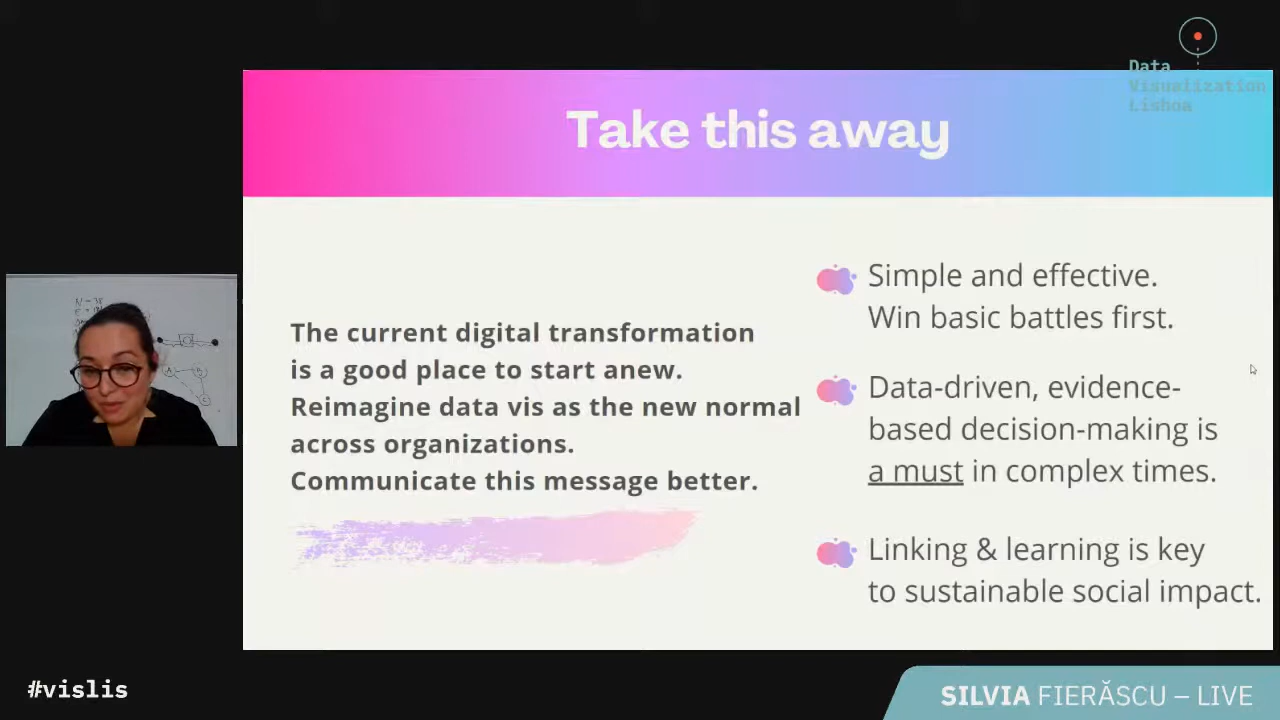 Data
Visualization
Lisboa
Take this away
The current digital transformation
is a good place to start anew.
Reimagine data vis as the new normal
across organizations.
Communicate this message better.
Simple and effective.
Win basic battles first.
Data-driven, evidence-
based decision-making is
a must in complex times.
Linking & learning is key
to sustainable social impact.
#vislis
SILVIA FIERĂSCU – LIVE